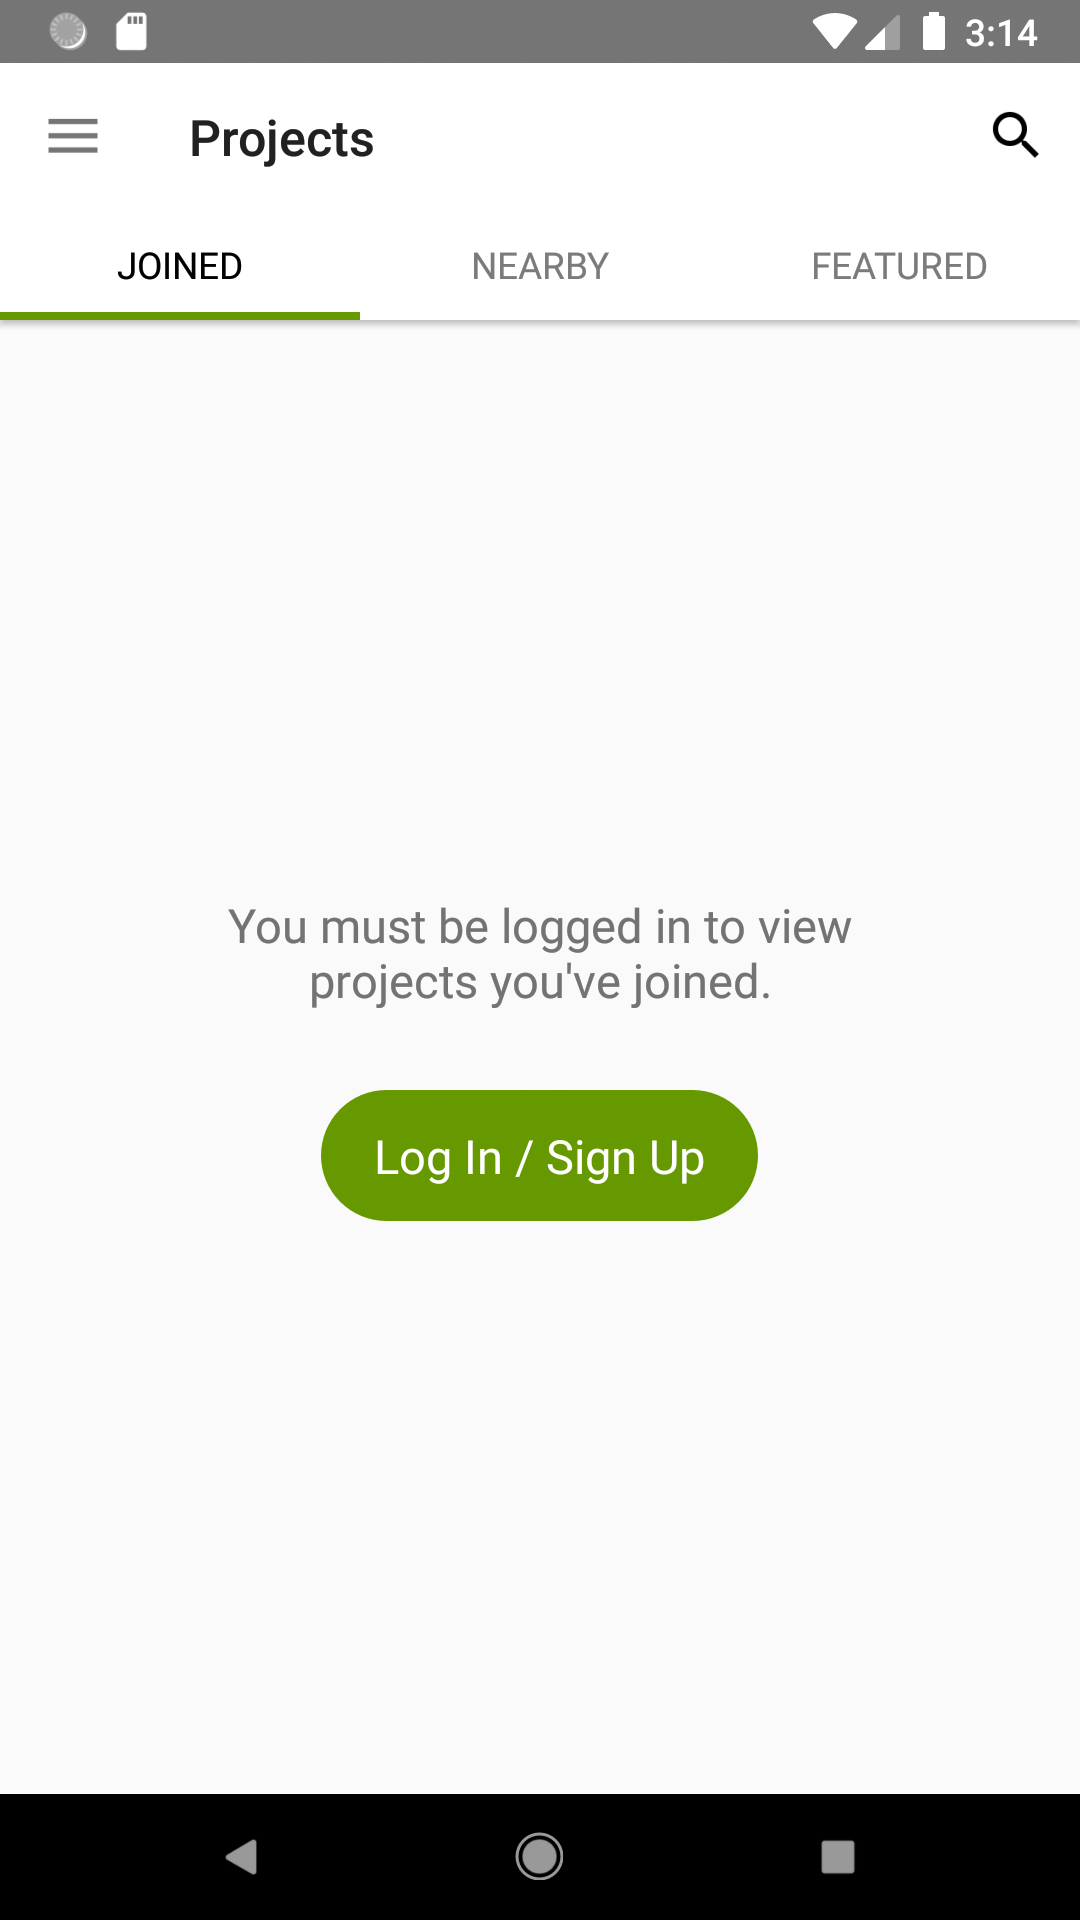 3:14
Projects
JOINED NEARBY FEATURED
You must be logged in to view
projects you've joined.
Log In / Sign Up